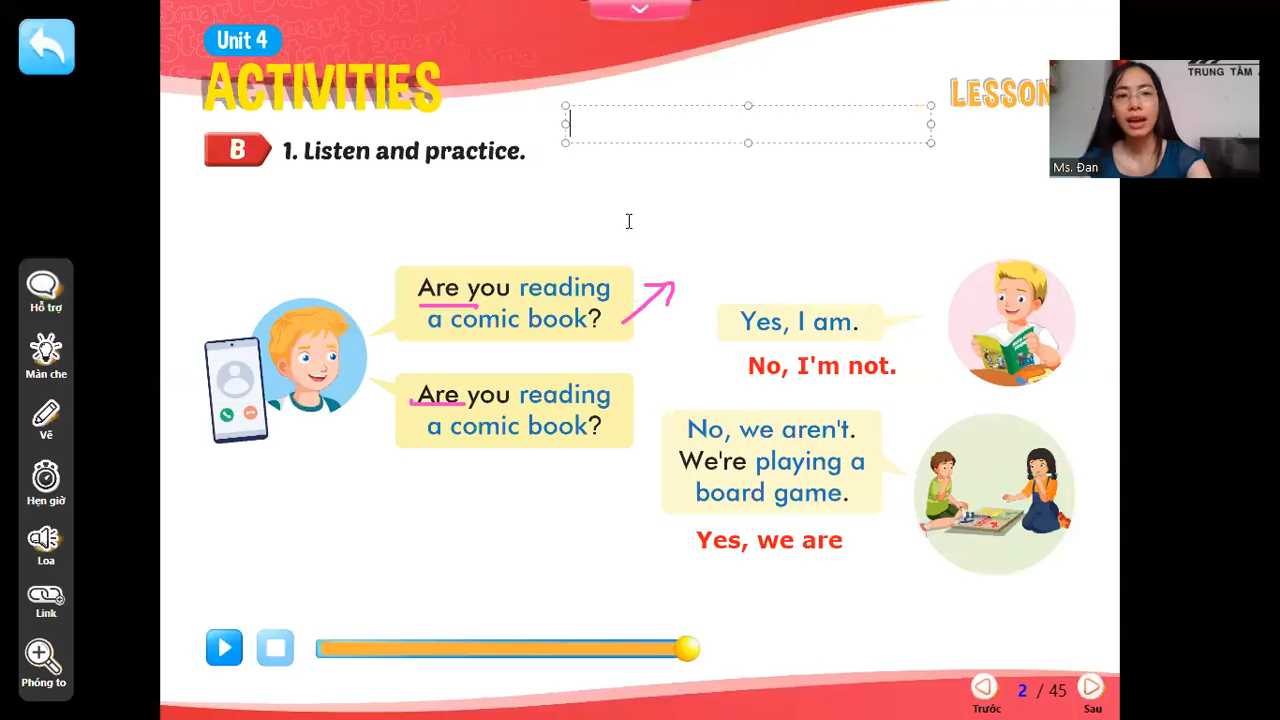 Unit 4
ACTIVITIES
LESSON
TRUNG TÂM
Ms. Đan
B
1. Listen and practice.
Are you reading
a comic book?
Yes, I am.
No, I'm not.
Are you reading
a comic book?
No, we aren't.
We're playing a
board game.
Yes, we are
Hỗ trợ
Màn che
Vẽ
Hẹn giờ
Loa
Link
Phóng to
2 / 45
Trước
Sau